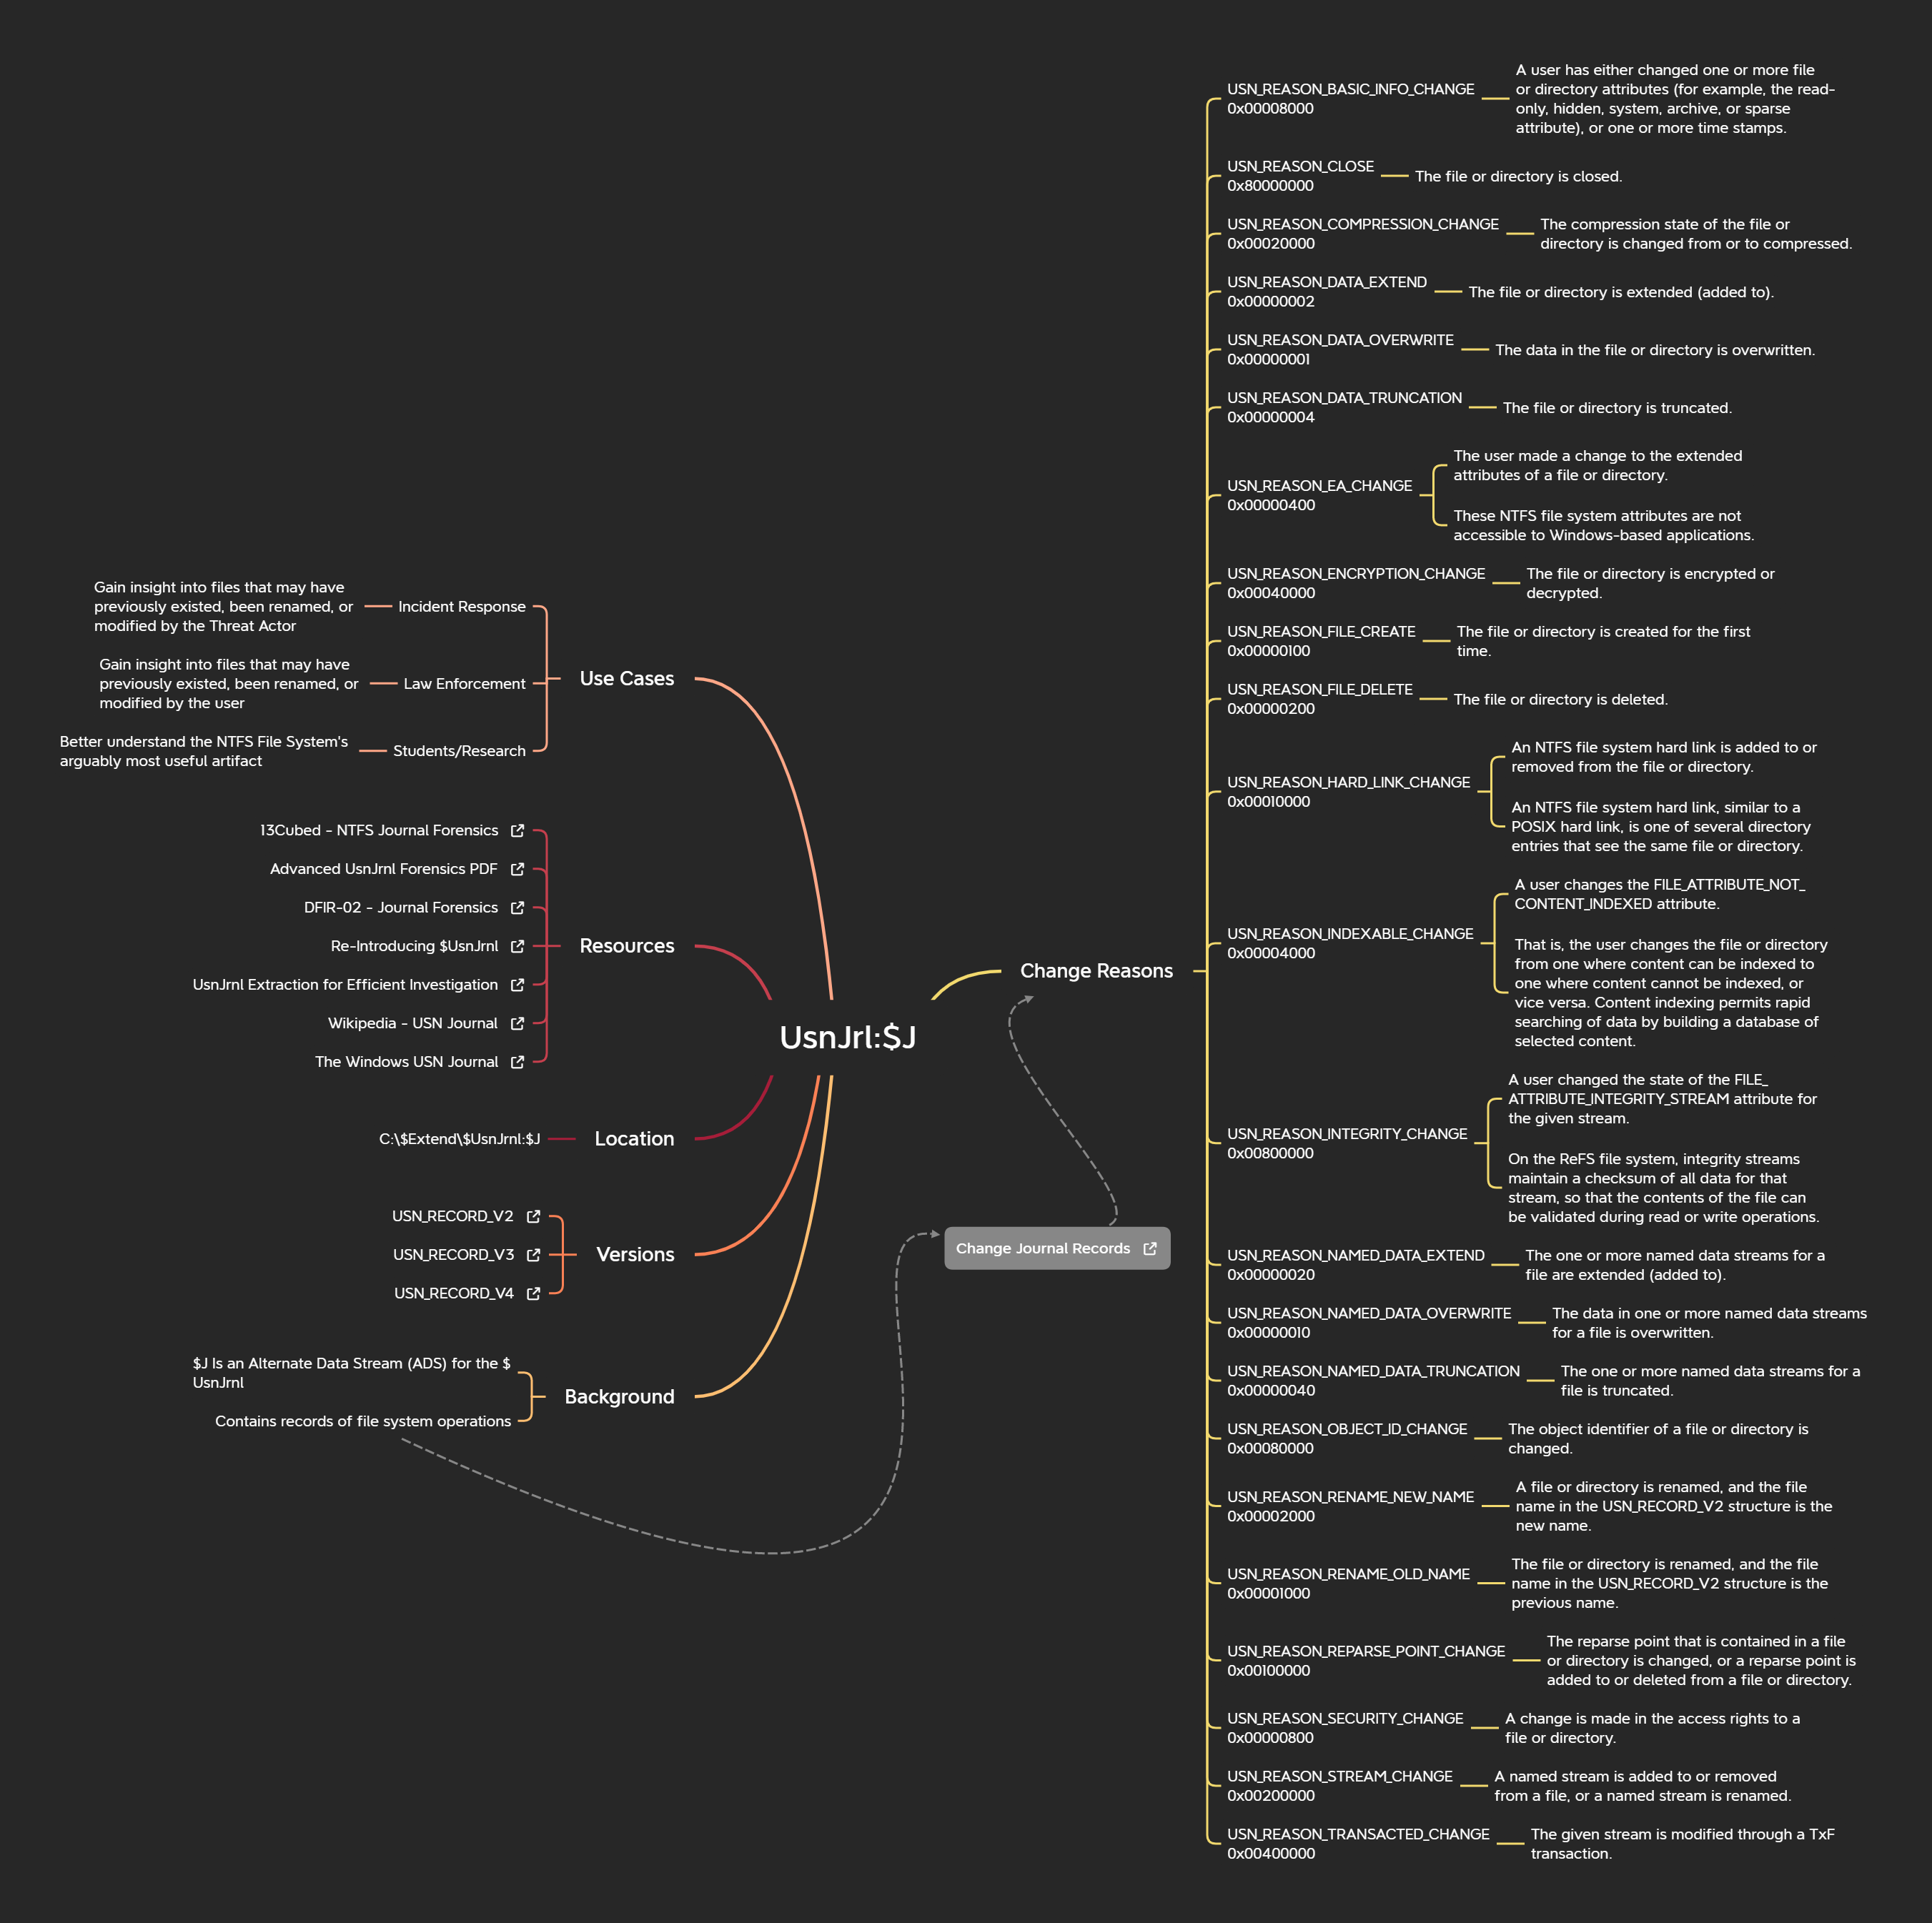 UsnJrl:$J
Use Cases
Incident Response
Gain insight into files that may have
previously existed, been renamed, or
modified by the Threat Actor
Law Enforcement
Gain insight into files that may have
previously existed, been renamed, or
modified by the user
Students/Research
Better understand the NTFS File System's
arguably most useful artifact
Resources
13Cubed - NTFS Journal Forensics
Advanced UsnJrnl Forensics PDF
DFIR-02 - Journal Forensics
Re-Introducing $UsnJrnl
UsnJrnl Extraction for Efficient Investigation
Wikipedia - USN Journal
The Windows USN Journal
Location
C:\$Extend\$UsnJrnl:$J
Versions
USN_RECORD_V2
USN_RECORD_V3
USN_RECORD_V4
Background
$J Is an Alternate Data Stream (ADS) for the $
UsnJrnl
Contains records of file system operations
Change Journal Records
Change Reasons
USN_REASON_BASIC_INFO_CHANGE
0x00008000
A user has either changed one or more file
or directory attributes (for example, the read-
only, hidden, system, archive, or sparse
attribute), or one or more time stamps.
USN_REASON_CLOSE
0x80000000
The file or directory is closed.
USN_REASON_COMPRESSION_CHANGE
0x00020000
The compression state of the file or
directory is changed from or to compressed.
USN_REASON_DATA_EXTEND
0x00000002
The file or directory is extended (added to).
USN_REASON_DATA_OVERWRITE
0x00000001
The data in the file or directory is overwritten.
USN_REASON_DATA_TRUNCATION
0x00000004
The file or directory is truncated.
USN_REASON_EA_CHANGE
0x00000400
The user made a change to the extended
attributes of a file or directory.
These NTFS file system attributes are not
accessible to Windows-based applications.
USN_REASON_ENCRYPTION_CHANGE
0x00040000
The file or directory is encrypted or
decrypted.
USN_REASON_FILE_CREATE
0x00000100
The file or directory is created for the first
time.
USN_REASON_FILE_DELETE
0x00000200
The file or directory is deleted.
USN_REASON_HARD_LINK_CHANGE
0x00010000
An NTFS file system hard link is added to or
removed from the file or directory.
An NTFS file system hard link, similar to a
POSIX hard link, is one of several directory
entries that see the same file or directory.
USN_REASON_INDEXABLE_CHANGE
0x00004000
A user changes the FILE_ATTRIBUTE_NOT_
CONTENT_INDEXED attribute.
That is, the user changes the file or directory
from one where content can be indexed to
one where content cannot be indexed, or
vice versa. Content indexing permits rapid
searching of data by building a database of
selected content.
USN_REASON_INTEGRITY_CHANGE
0x00800000
A user changed the state of the FILE_
ATTRIBUTE_INTEGRITY_STREAM attribute for
the given stream.
On the ReFS file system, integrity streams
maintain a checksum of all data for that
stream, so that the contents of the file can
be validated during read or write operations.
USN_REASON_NAMED_DATA_EXTEND
0x00000020
The one or more named data streams for a
file are extended (added to).
USN_REASON_NAMED_DATA_OVERWRITE
0x00000010
The data in one or more named data streams
for a file is overwritten.
USN_REASON_NAMED_DATA_TRUNCATION
0x00000040
The one or more named data streams for a
file is truncated.
USN_REASON_OBJECT_ID_CHANGE
0x00080000
The object identifier of a file or directory is
changed.
USN_REASON_RENAME_NEW_NAME
0x00002000
A file or directory is renamed, and the file
name in the USN_RECORD_V2 structure is the
new name.
USN_REASON_RENAME_OLD_NAME
0x00001000
The file or directory is renamed, and the file
name in the USN_RECORD_V2 structure is the
previous name.
USN_REASON_REPARSE_POINT_CHANGE
0x00100000
The reparse point that is contained in a file
or directory is changed, or a reparse point is
added to or deleted from a file or directory.
USN_REASON_SECURITY_CHANGE
0x00000800
A change is made in the access rights to a
file or directory.
USN_REASON_STREAM_CHANGE
0x00200000
A named stream is added to or removed
from a file, or a named stream is renamed.
USN_REASON_TRANSACTED_CHANGE
0x00400000
The given stream is modified through a TxF
transaction.